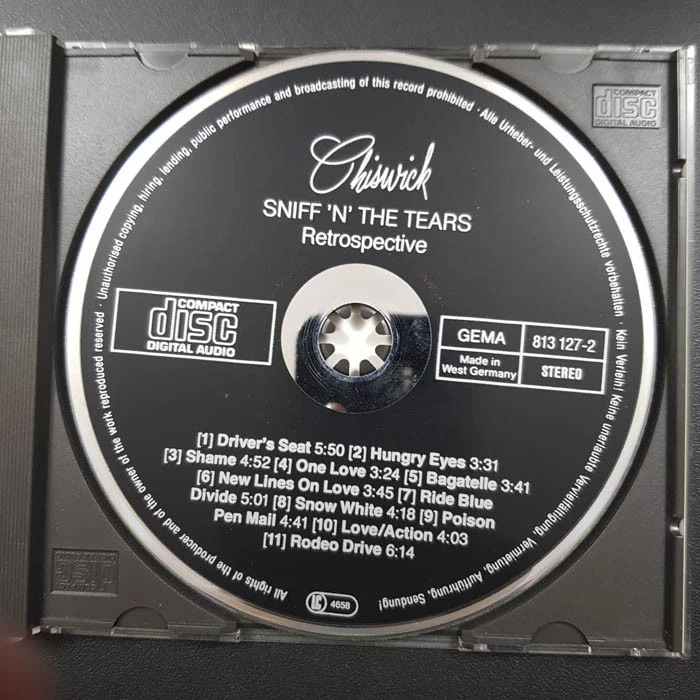 Unauthorised copying, hiring, lending, public performance and broadcasting of this record prohibited · Alle Urheber- und Leistungsschutzrechte vorbehalten · Kein Verleih! Keine unerlaubte Vervielfältigung, Vermietung, Aufführung, Sendung!
COMPACT
disc
DIGITAL AUDIO
Chiswick
SNIFF 'N' THE TEARS
Retrospective
COMPACT
disc
DIGITAL AUDIO
GEMA
813 127-2
Made in
West Germany
STEREO
[1] Driver's Seat 5:50 [2] Hungry Eyes 3:31
[3] Shame 4:52 [4] One Love 3:24 [5] Bagatelle 3:41
[6] New Lines On Love 3:45 [7] Ride Blue
Divide 5:01 [8] Snow White 4:18 [9] Poison
Pen Mail 4:41 [10] Love/Action 4:03
[11] Rodeo Drive 6:14
LC 4658
All rights of the producer and of the owner of the work reproduced reserved ·
COMPACT
disc
DIGITAL AUDIO